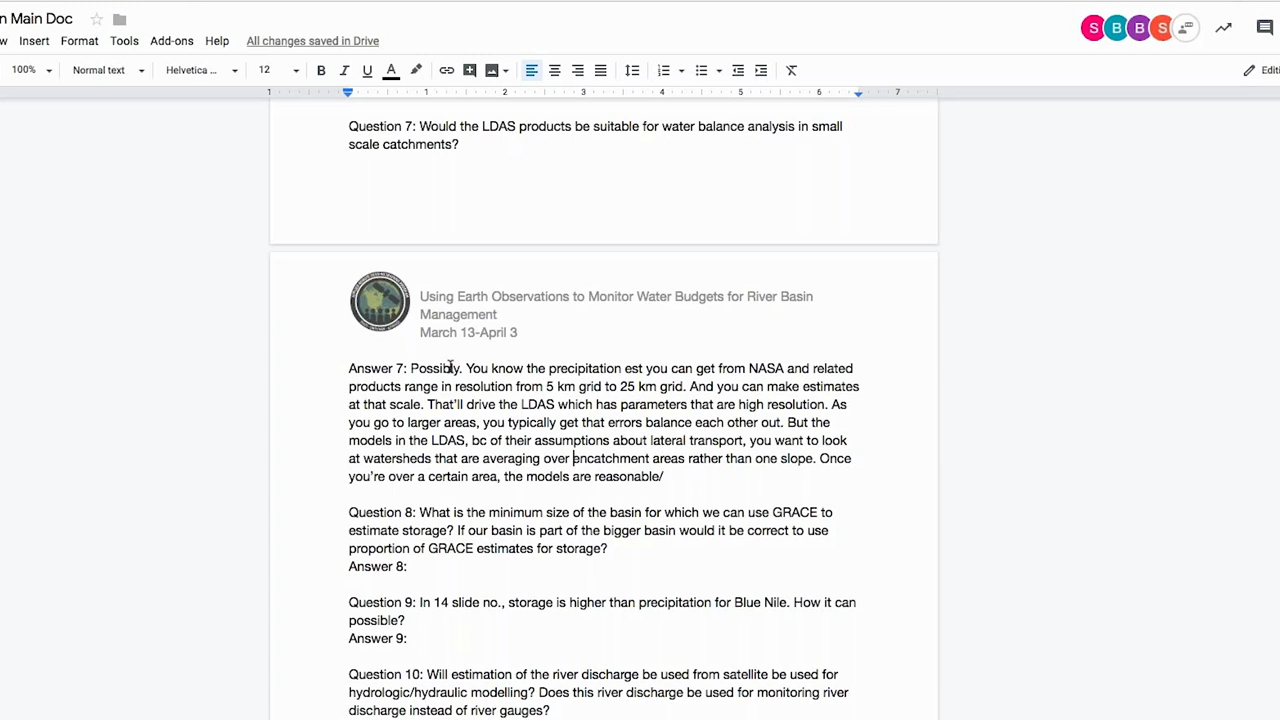 n Main Doc
w Insert Format Tools Add-ons Help All changes saved in Drive
S B B S
100% Normal text Helvetica ... 12 B I U A Editi
1 1 2 3 4 5 6 7
Question 7: Would the LDAS products be suitable for water balance analysis in small
scale catchments?
Using Earth Observations to Monitor Water Budgets for River Basin
Management
March 13-April 3
Answer 7: Possibly. You know the precipitation est you can get from NASA and related
products range in resolution from 5 km grid to 25 km grid. And you can make estimates
at that scale. That'll drive the LDAS which has parameters that are high resolution. As
you go to larger areas, you typically get that errors balance each other out. But the
models in the LDAS, bc of their assumptions about lateral transport, you want to look
at watersheds that are averaging over encatchment areas rather than one slope. Once
you're over a certain area, the models are reasonable/
Question 8: What is the minimum size of the basin for which we can use GRACE to
estimate storage? If our basin is part of the bigger basin would it be correct to use
proportion of GRACE estimates for storage?
Answer 8:
Question 9: In 14 slide no., storage is higher than precipitation for Blue Nile. How it can
possible?
Answer 9:
Question 10: Will estimation of the river discharge be used from satellite be used for
hydrologic/hydraulic modelling? Does this river discharge be used for monitoring river
discharge instead of river gauges?